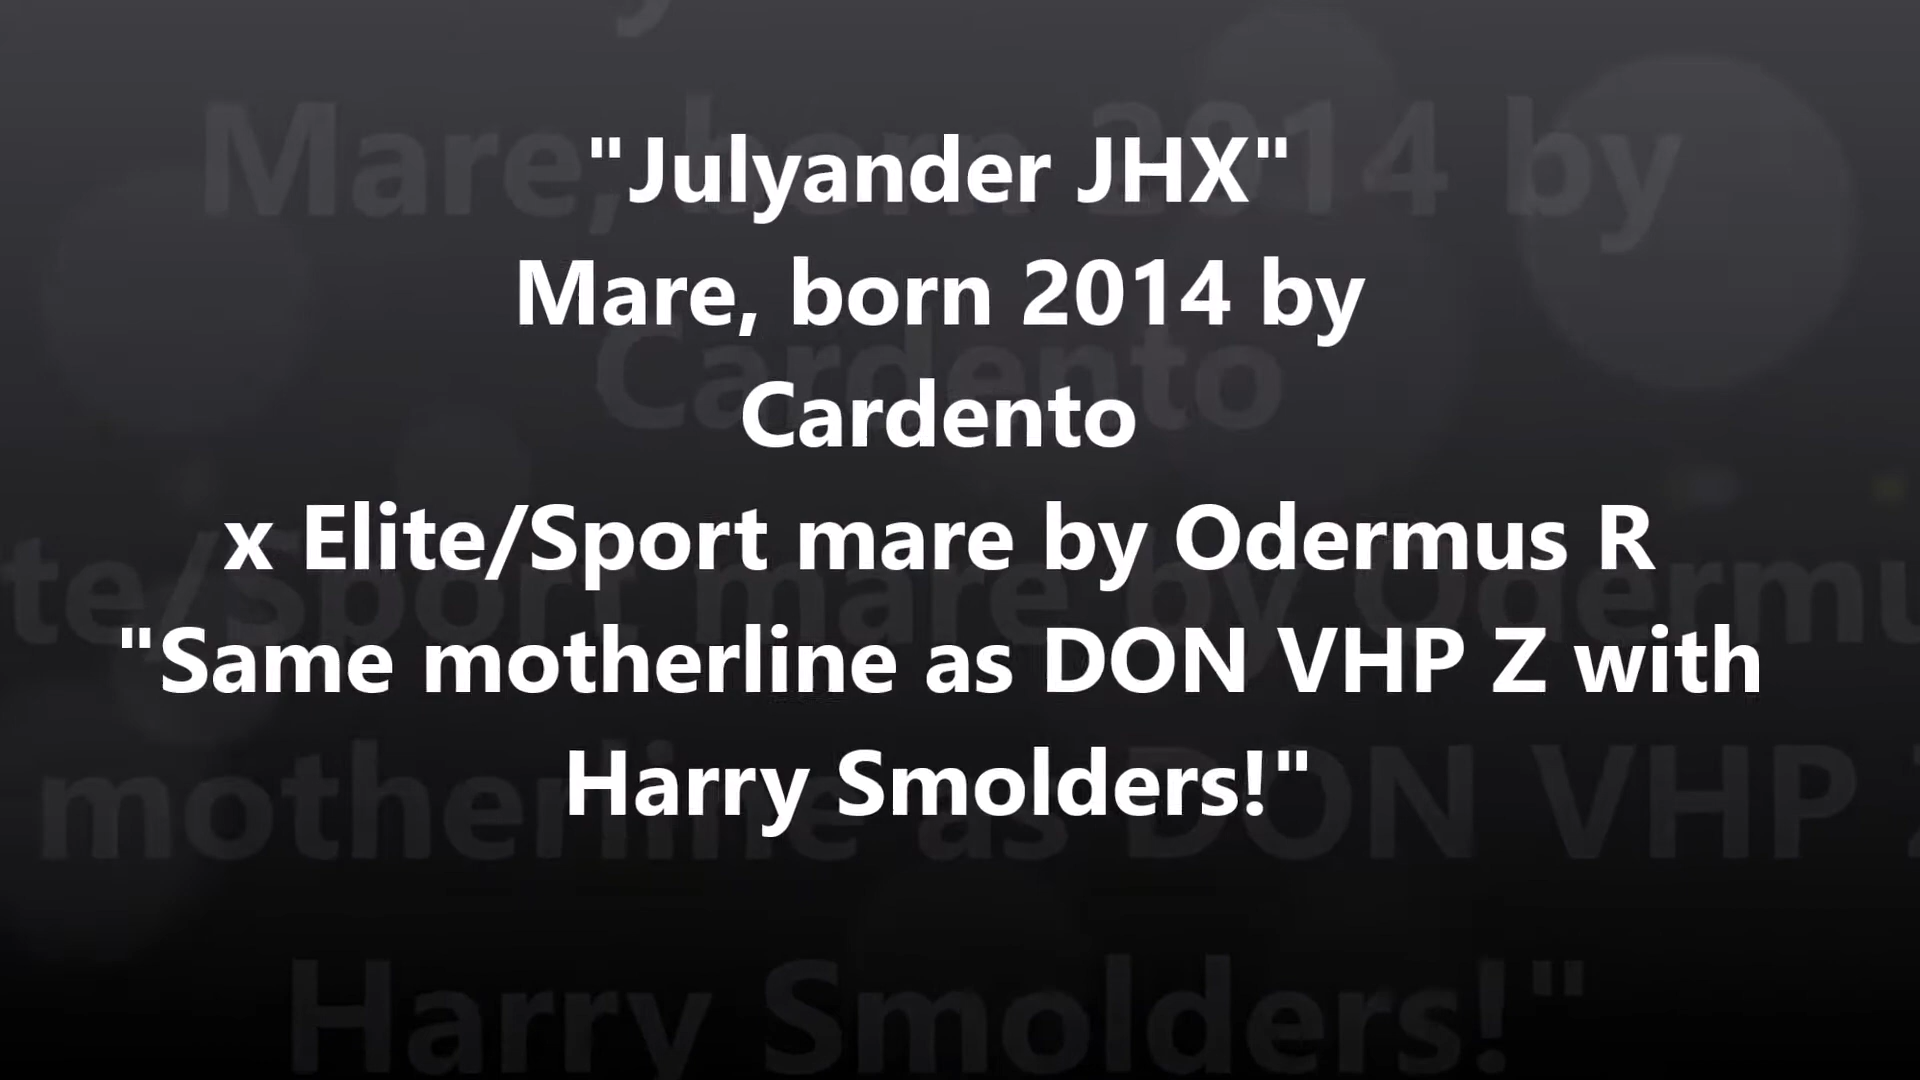 "Julyander JHX"
Mare, born 2014 by
Cardento
x Elite/Sport mare by Odermus R
"Same motherline as DON VHP Z with
Harry Smolders!"